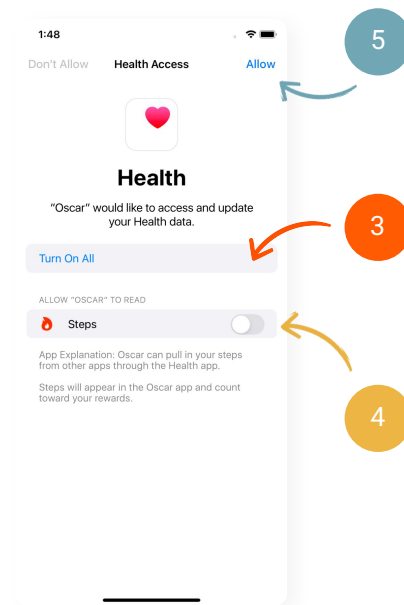 1:48
5
Don't Allow Health Access Allow
Health
"Oscar" would like to access and update
your Health data.
3
Turn On All
ALLOW "OSCAR" TO READ
Steps
App Explanation: Oscar can pull in your steps
from other apps through the Health app.
Steps will appear in the Oscar app and count
toward your rewards.
4